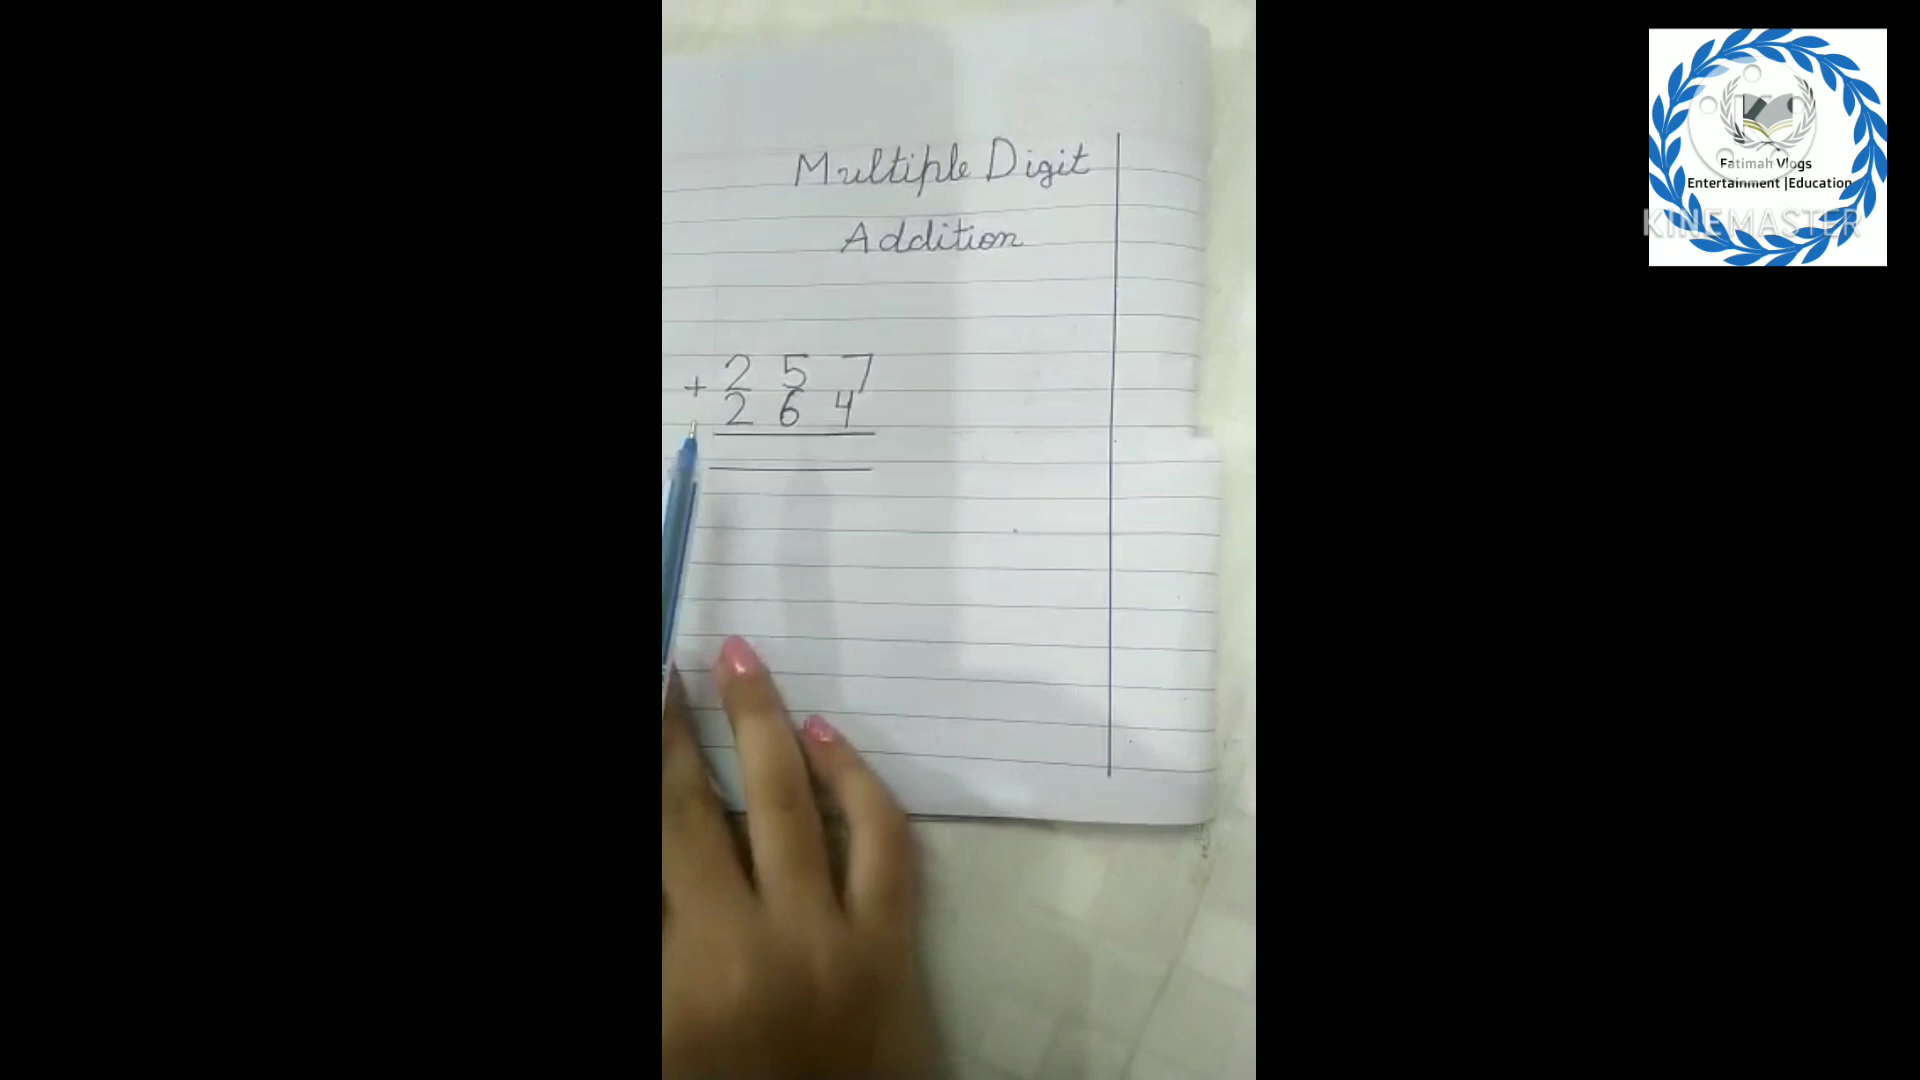 Multiple Digit
Addition
2 5 7
+ 2 6 4
Fatimah Vlogs
Entertainment |Education
KINEMASTER